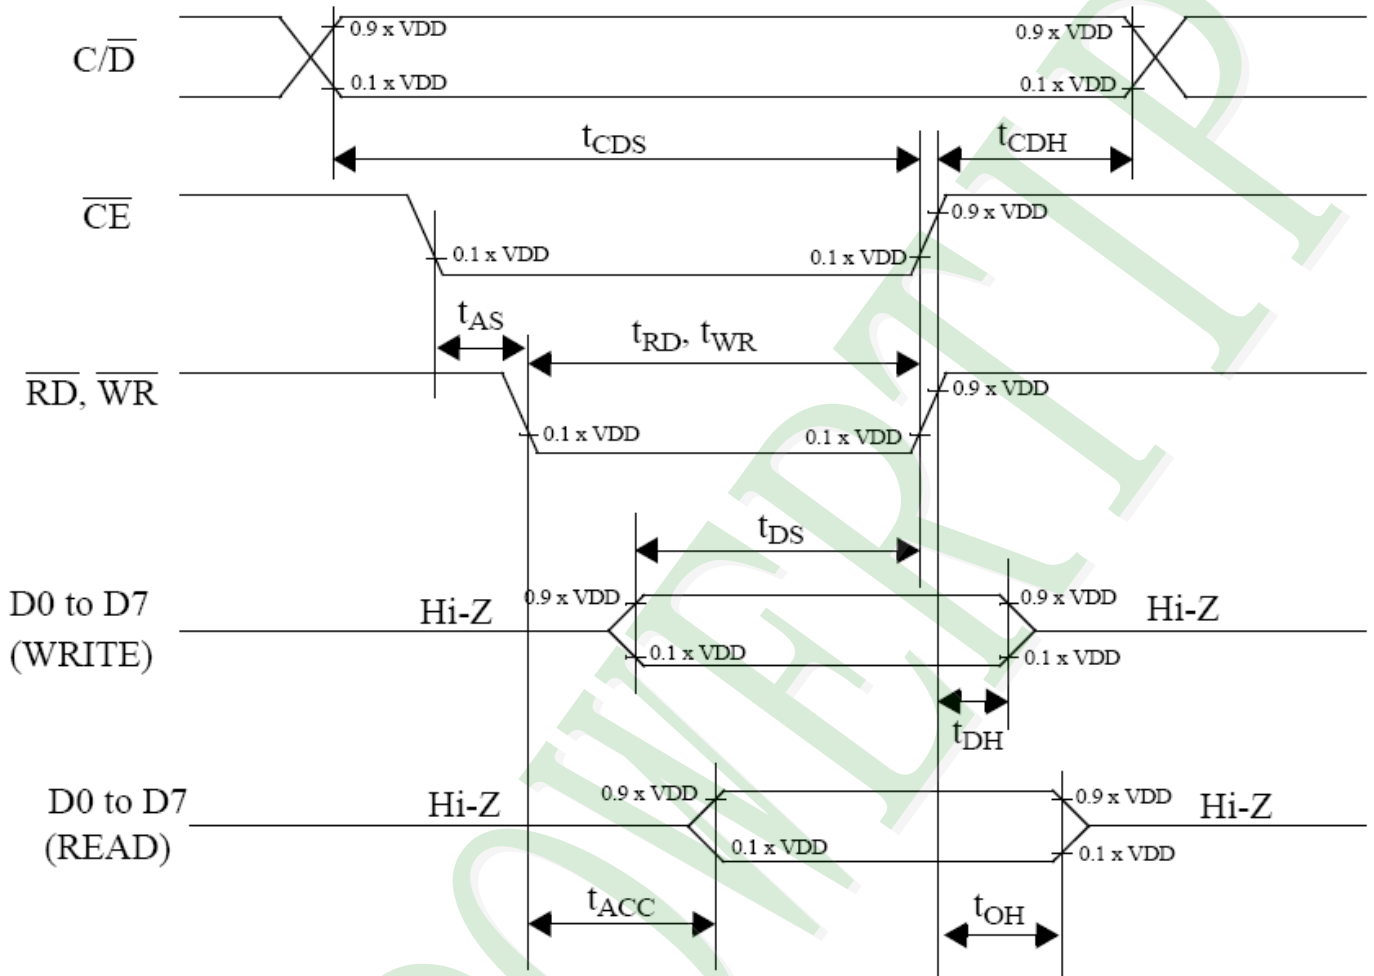 C/D̅
0.9 x VDD
0.9 x VDD
0.1 x VDD
0.1 x VDD
tCDS
tCDH
C̅E̅
0.9 x VDD
0.1 x VDD
0.1 x VDD
tAS
tRD, tWR
R̅D̅, W̅R̅
0.9 x VDD
0.1 x VDD
0.1 x VDD
tDS
D0 to D7
(WRITE)
Hi-Z
0.9 x VDD
0.9 x VDD
Hi-Z
0.1 x VDD
0.1 x VDD
tDH
D0 to D7
(READ)
Hi-Z
0.9 x VDD
0.9 x VDD
Hi-Z
0.1 x VDD
0.1 x VDD
tACC
tOH
POWERTIP